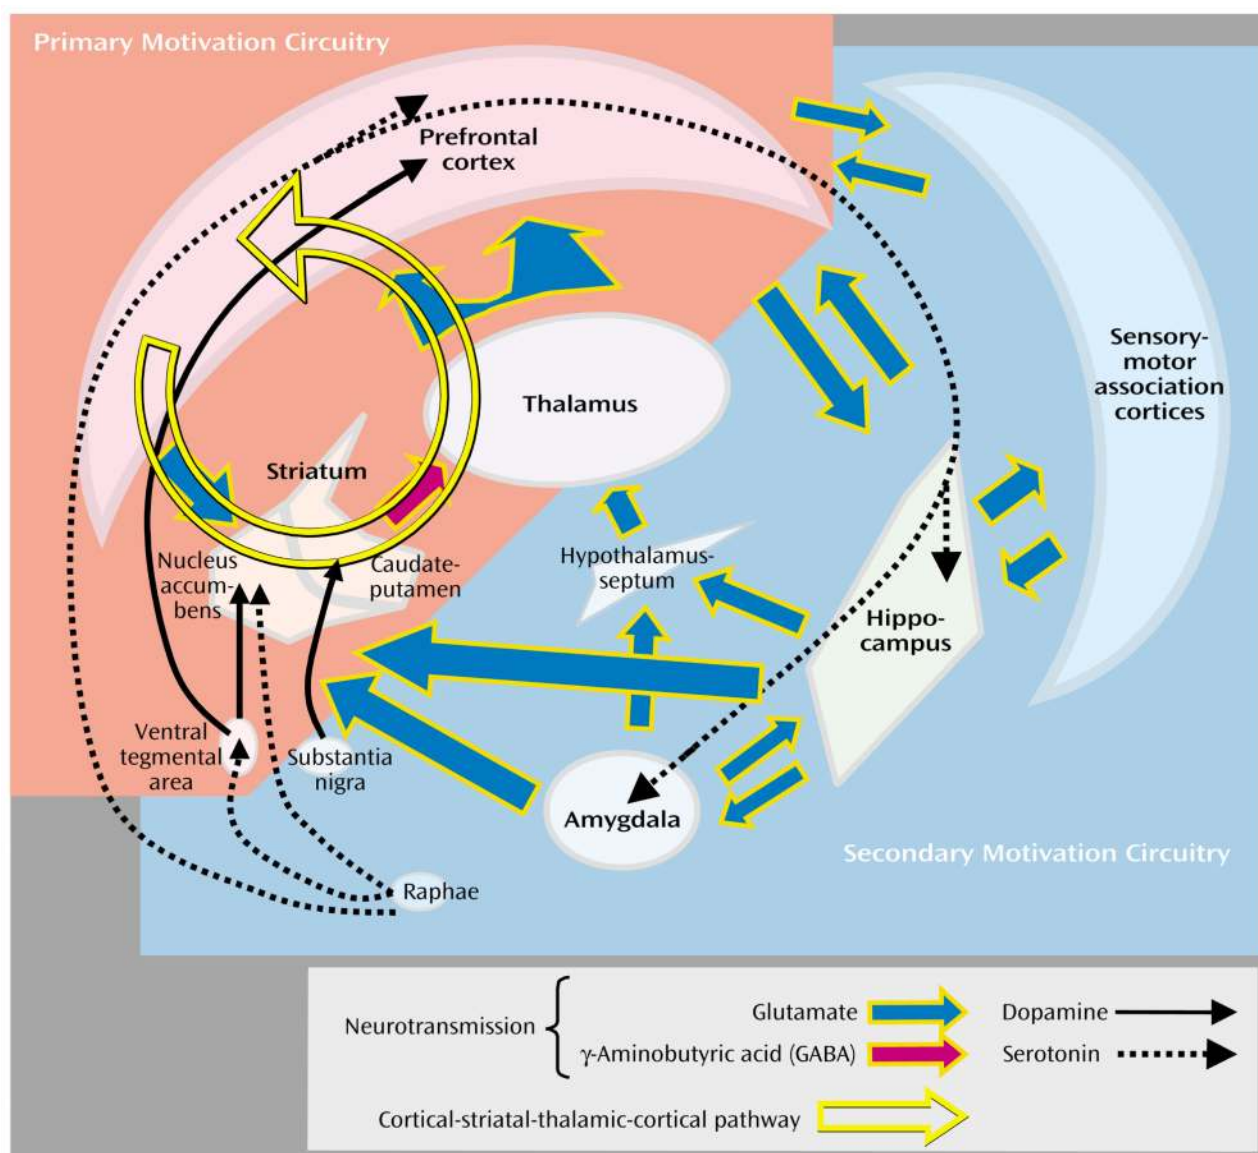 Primary Motivation Circuitry
Prefrontal
cortex
Sensory-
motor
association
cortices
Thalamus
Striatum
Nucleus
accum-
bens
Caudate-
putamen
Hypothalamus-
septum
Hippo-
campus
Ventral
tegmental
area
Substantia
nigra
Amygdala
Secondary Motivation Circuitry
Raphae
Neurotransmission
Glutamate
Dopamine
γ-Aminobutyric acid (GABA)
Serotonin
Cortical-striatal-thalamic-cortical pathway